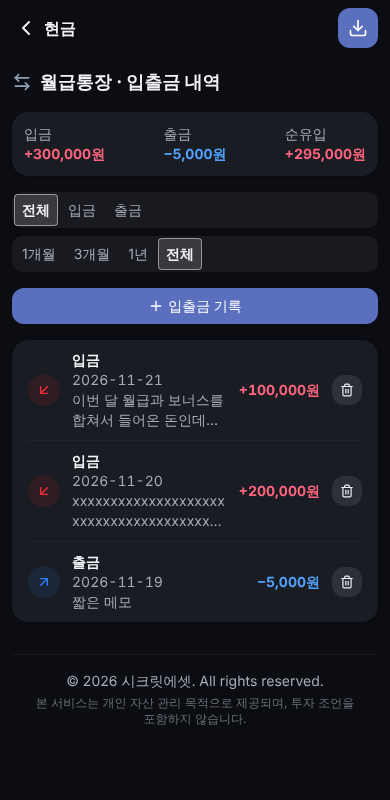 현금
월급통장 · 입출금 내역
입금 출금 순유입
+300,000원 −5,000원 +295,000원
전체 입금 출금
1개월 3개월 1년 전체
+ 입출금 기록
입금
2026-11-21
이번 달 월급과 보너스를
합쳐서 들어온 돈인데…
+100,000원
입금
2026-11-20
xxxxxxxxxxxxxxxxxxxx
xxxxxxxxxxxxxxxxxx…
+200,000원
출금
2026-11-19
짧은 메모
−5,000원
© 2026 시크릿에셋. All rights reserved.
본 서비스는 개인 자산 관리 목적으로 제공되며, 투자 조언을
포함하지 않습니다.